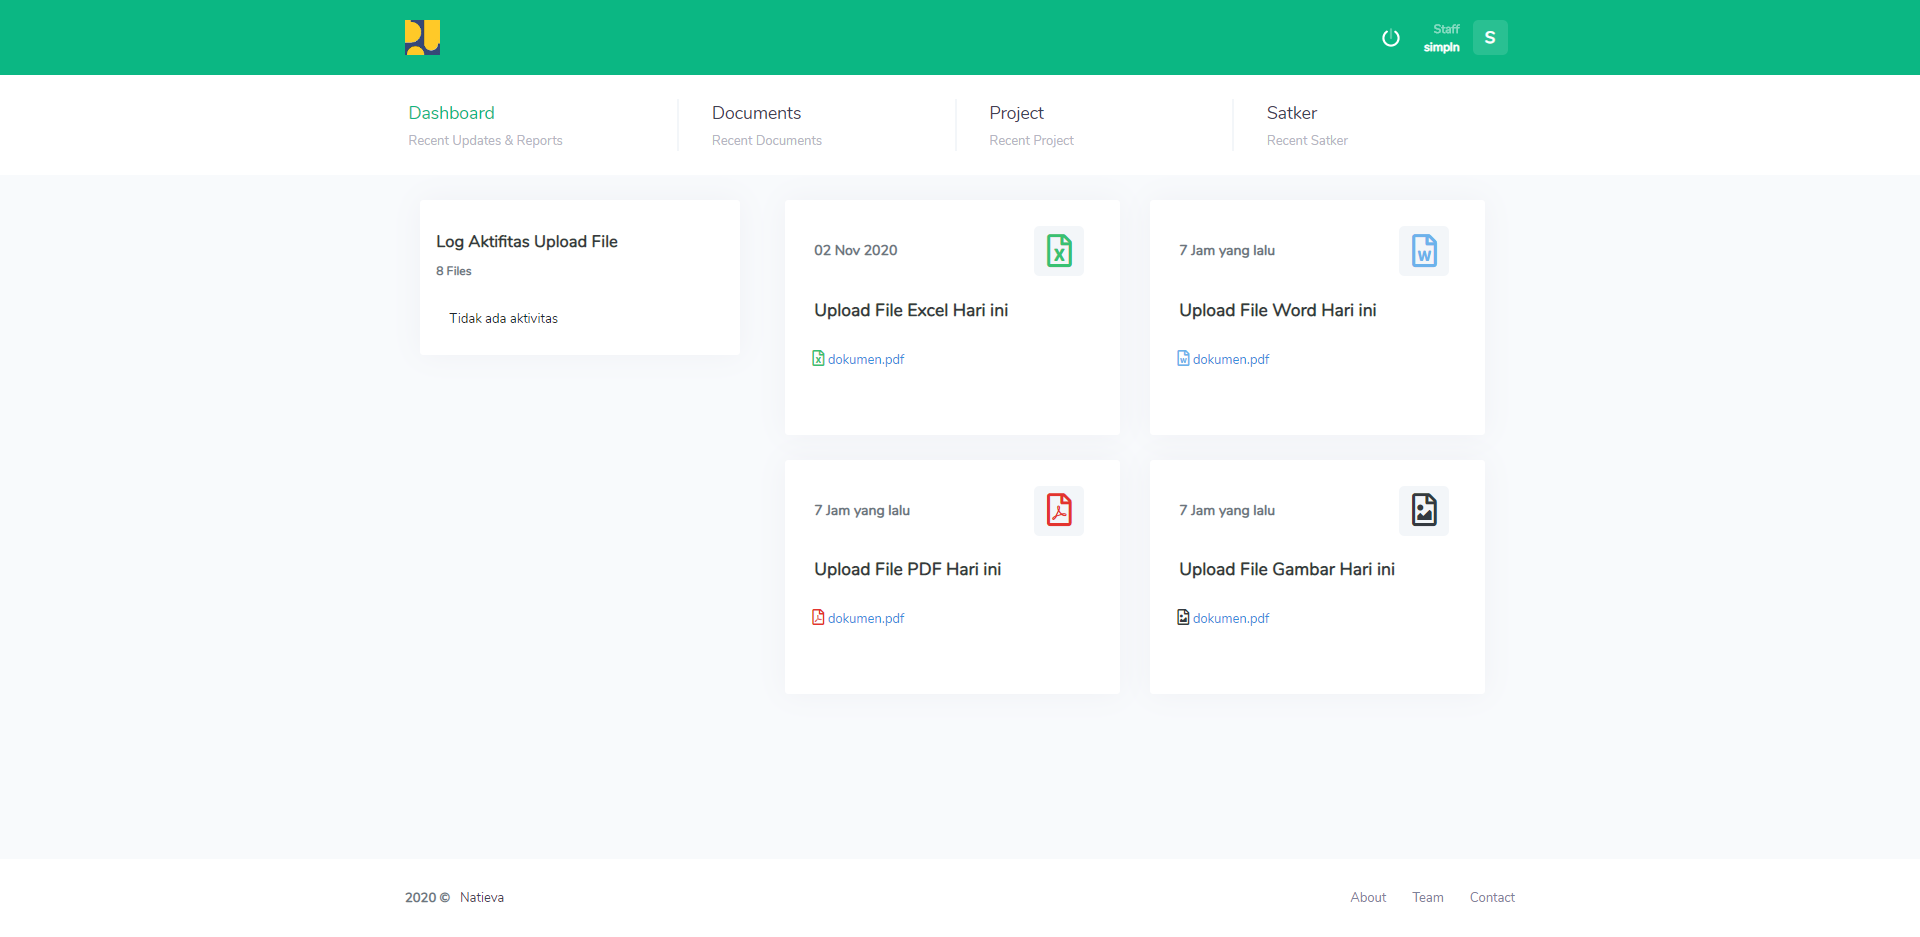 Staff
simpln
S
Dashboard
Recent Updates & Reports
Documents
Recent Documents
Project
Recent Project
Satker
Recent Satker
Log Aktifitas Upload File
8 Files
Tidak ada aktivitas
02 Nov 2020
Upload File Excel Hari ini
dokumen.pdf
7 Jam yang lalu
Upload File Word Hari ini
dokumen.pdf
7 Jam yang lalu
Upload File PDF Hari ini
dokumen.pdf
7 Jam yang lalu
Upload File Gambar Hari ini
dokumen.pdf
2020 © Natieva
About Team Contact